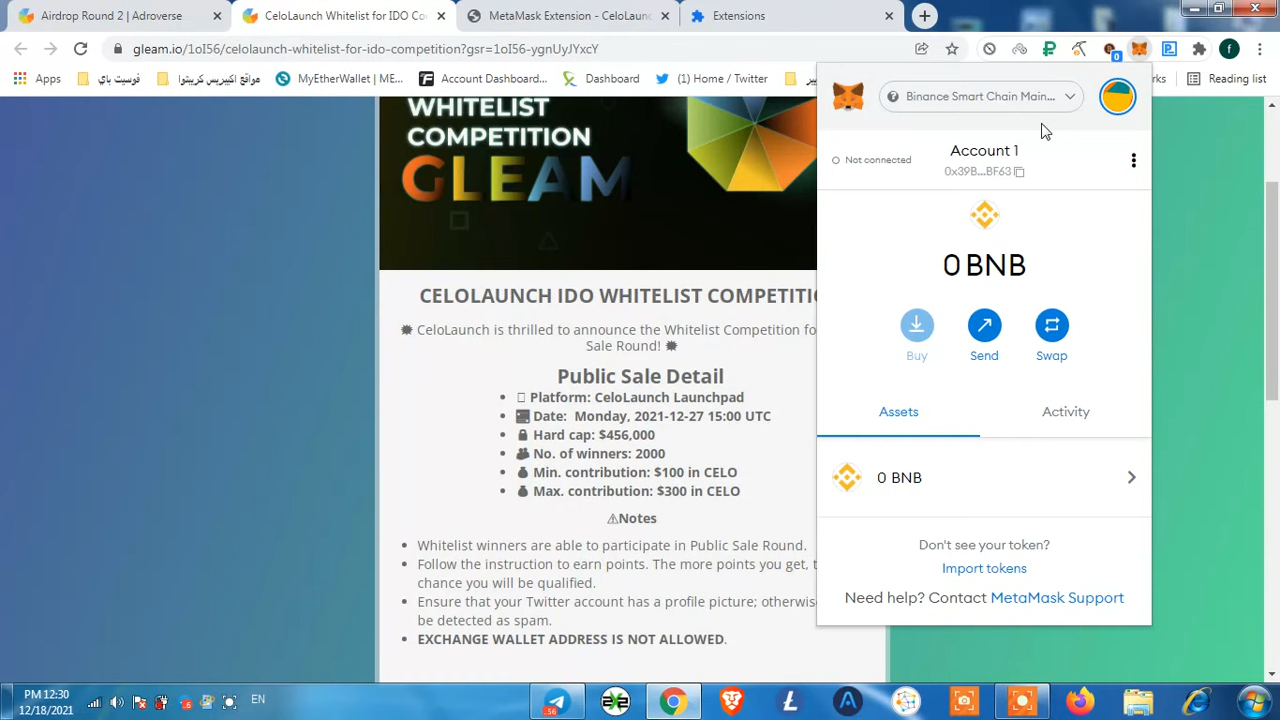 Airdrop Round 2 | Adroverse
CeloLaunch Whitelist for IDO Co
MetaMask Extension - CeloLaun
Extensions
gleam.io/1oI56/celolaunch-whitelist-for-ido-competition?gsr=1oI56-ygnUyJYxcY
0
f
Apps
فوسيت باي
مواقع اكبيريس كريبتوا
MyEtherWallet | ME...
Account Dashboard...
Dashboard
(1) Home / Twitter
Reading list
Binance Smart Chain Main...
WHITELIST
COMPETITION
GLEAM
Not connected
Account 1
0x39B...BF63
0 BNB
Buy
Send
Swap
Assets
Activity
0 BNB
Don't see your token?
Import tokens
Need help? Contact MetaMask Support
CELOLAUNCH IDO WHITELIST COMPETITI
CeloLaunch is thrilled to announce the Whitelist Competition fo
Sale Round!
Public Sale Detail
Platform: CeloLaunch Launchpad
Date: Monday, 2021-12-27 15:00 UTC
Hard cap: $456,000
No. of winners: 2000
Min. contribution: $100 in CELO
Max. contribution: $300 in CELO
⚠Notes
Whitelist winners are able to participate in Public Sale Round.
Follow the instruction to earn points. The more points you get, t
chance you will be qualified.
Ensure that your Twitter account has a profile picture; otherwis
be detected as spam.
EXCHANGE WALLET ADDRESS IS NOT ALLOWED.
PM 12:30
12/18/2021
EN
56